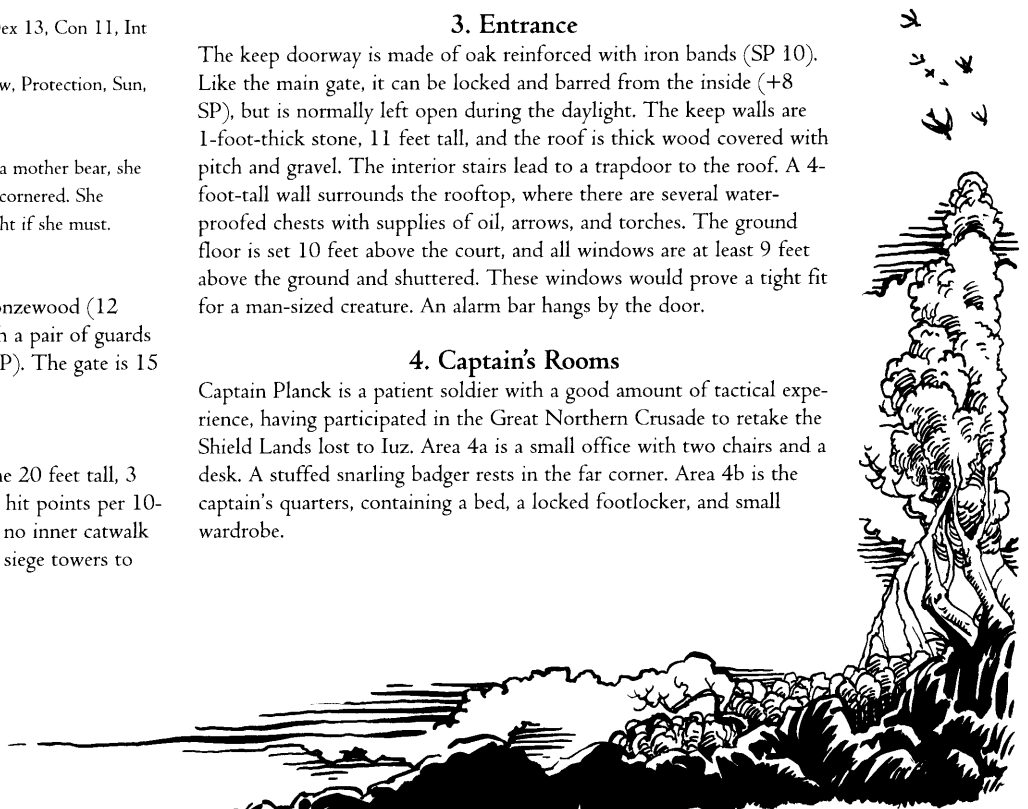 ex 13, Con 11, Int
w, Protection, Sun,
a mother bear, she
cornered. She
ht if she must.
onzewood (12
h a pair of guards
P). The gate is 15
ne 20 feet tall, 3
hit points per 10-
no inner catwalk
siege towers to
3. Entrance
The keep doorway is made of oak reinforced with iron bands (SP 10).
Like the main gate, it can be locked and barred from the inside (+8
SP), but is normally left open during the daylight. The keep walls are
1-foot-thick stone, 11 feet tall, and the roof is thick wood covered with
pitch and gravel. The interior stairs lead to a trapdoor to the roof. A 4-
foot-tall wall surrounds the rooftop, where there are several water-
proofed chests with supplies of oil, arrows, and torches. The ground
floor is set 10 feet above the court, and all windows are at least 9 feet
above the ground and shuttered. These windows would prove a tight fit
for a man-sized creature. An alarm bar hangs by the door.
4. Captain's Rooms
Captain Planck is a patient soldier with a good amount of tactical expe-
rience, having participated in the Great Northern Crusade to retake the
Shield Lands lost to Iuz. Area 4a is a small office with two chairs and a
desk. A stuffed snarling badger rests in the far corner. Area 4b is the
captain's quarters, containing a bed, a locked footlocker, and small
wardrobe.